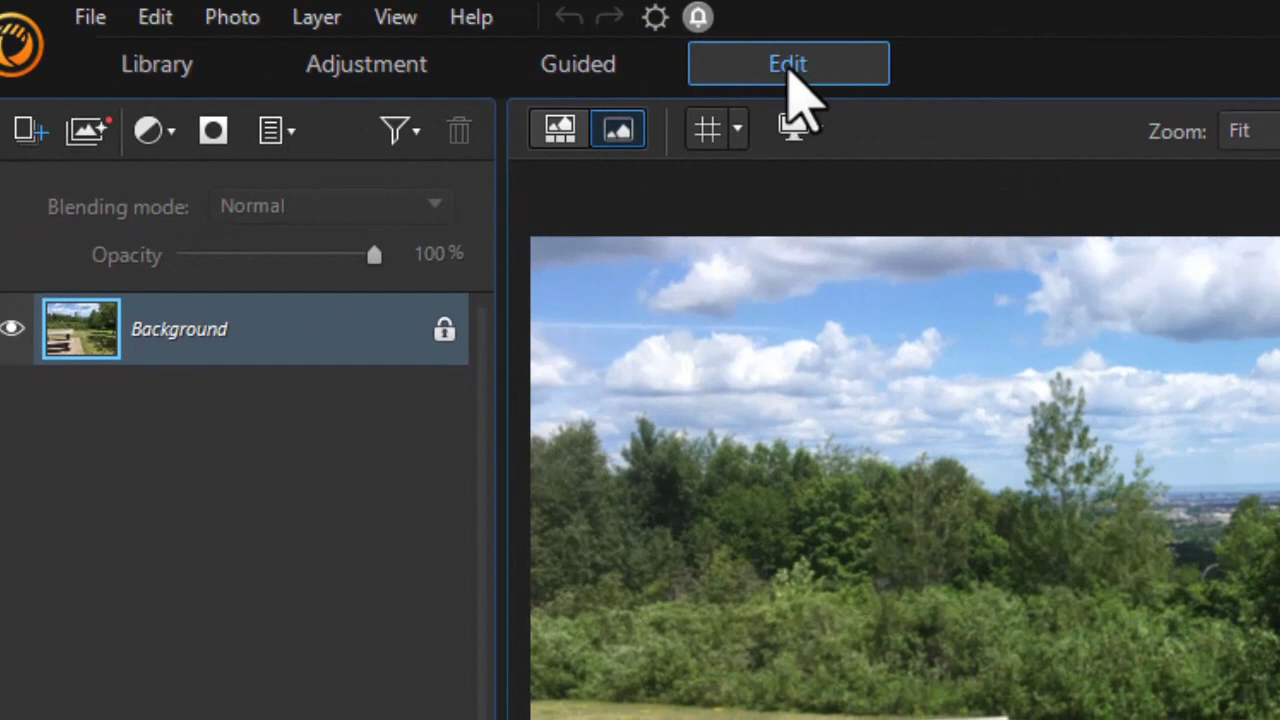 File Edit Photo Layer View Help
Library Adjustment Guided Edit
Zoom: Fit
Blending mode: Normal
Opacity 100 %
Background